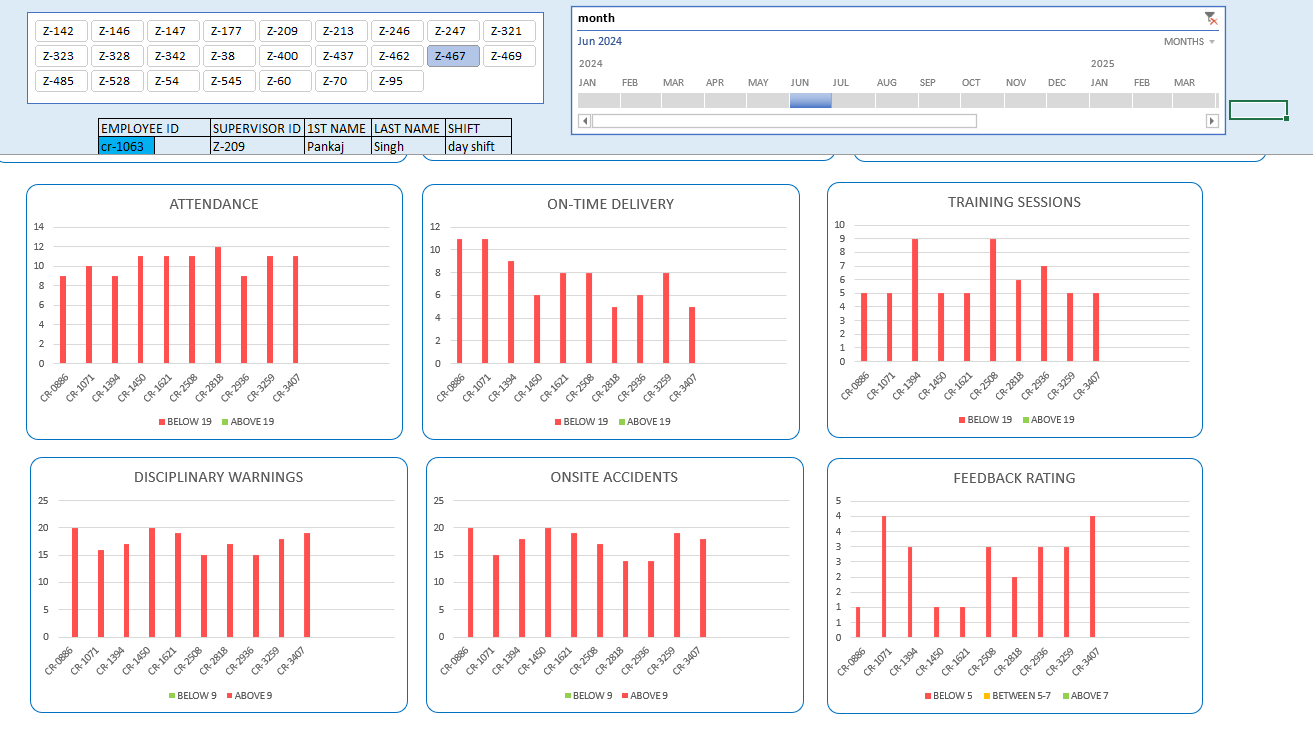 Z-142 Z-146 Z-147 Z-177 Z-209 Z-213 Z-246 Z-247 Z-321
Z-323 Z-328 Z-342 Z-38 Z-400 Z-437 Z-462 Z-467 Z-469
Z-485 Z-528 Z-54 Z-545 Z-60 Z-70 Z-95
month
Jun 2024 MONTHS
2024 2025
JAN FEB MAR APR MAY JUN JUL AUG SEP OCT NOV DEC JAN FEB MAR
EMPLOYEE ID SUPERVISOR ID 1ST NAME LAST NAME SHIFT
cr-1063 Z-209 Pankaj Singh day shift
ATTENDANCE
14
12
10
8
6
4
2
0
CR-0886 CR-1071 CR-1394 CR-1450 CR-1621 CR-2508 CR-2818 CR-2936 CR-3259 CR-3407
BELOW 19 ABOVE 19
ON-TIME DELIVERY
12
10
8
6
4
2
0
CR-0886 CR-1071 CR-1394 CR-1450 CR-1621 CR-2508 CR-2818 CR-2936 CR-3259 CR-3407
BELOW 19 ABOVE 19
TRAINING SESSIONS
10
9
8
7
6
5
4
3
2
1
0
CR-0886 CR-1071 CR-1394 CR-1450 CR-1621 CR-2508 CR-2818 CR-2936 CR-3259 CR-3407
BELOW 19 ABOVE 19
DISCIPLINARY WARNINGS
25
20
15
10
5
0
CR-0886 CR-1071 CR-1394 CR-1450 CR-1621 CR-2508 CR-2818 CR-2936 CR-3259 CR-3407
BELOW 9 ABOVE 9
ONSITE ACCIDENTS
25
20
15
10
5
0
CR-0886 CR-1071 CR-1394 CR-1450 CR-1621 CR-2508 CR-2818 CR-2936 CR-3259 CR-3407
BELOW 9 ABOVE 9
FEEDBACK RATING
5
4
4
3
3
2
2
1
1
0
CR-0886 CR-1071 CR-1394 CR-1450 CR-1621 CR-2508 CR-2818 CR-2936 CR-3259 CR-3407
BELOW 5 BETWEEN 5-7 ABOVE 7